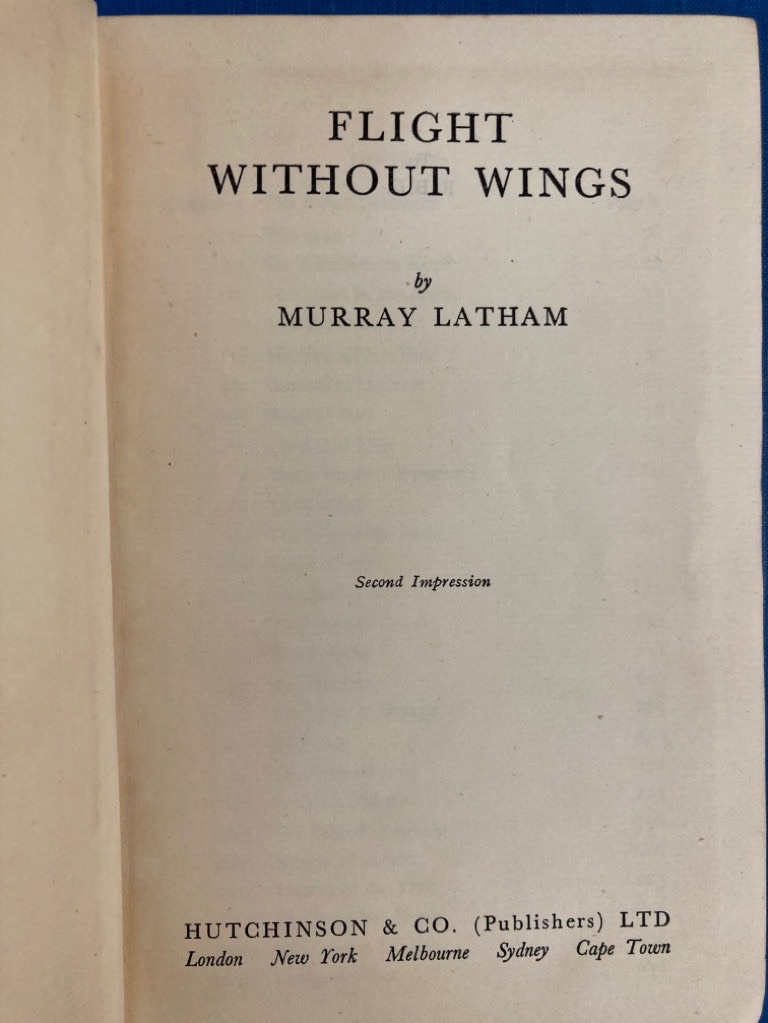 FLIGHT
WITHOUT WINGS
by
MURRAY LATHAM
Second Impression
HUTCHINSON & CO. (Publishers) LTD
London New York Melbourne Sydney Cape Town